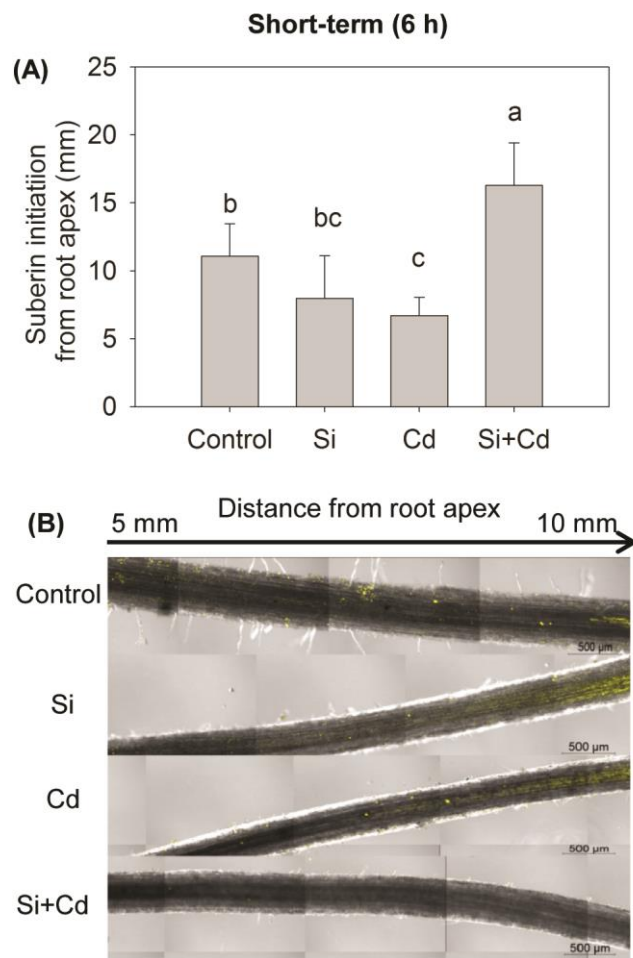 Short-term (6 h)
(A)
Suberin initiatiion
from root apex (mm)
25
20
15
10
5
0
b
bc
c
a
Control
Si
Cd
Si+Cd
(B)
Distance from root apex
5 mm
10 mm
Control
500 µm
Si
500 µm
Cd
500 µm
Si+Cd
500 µm